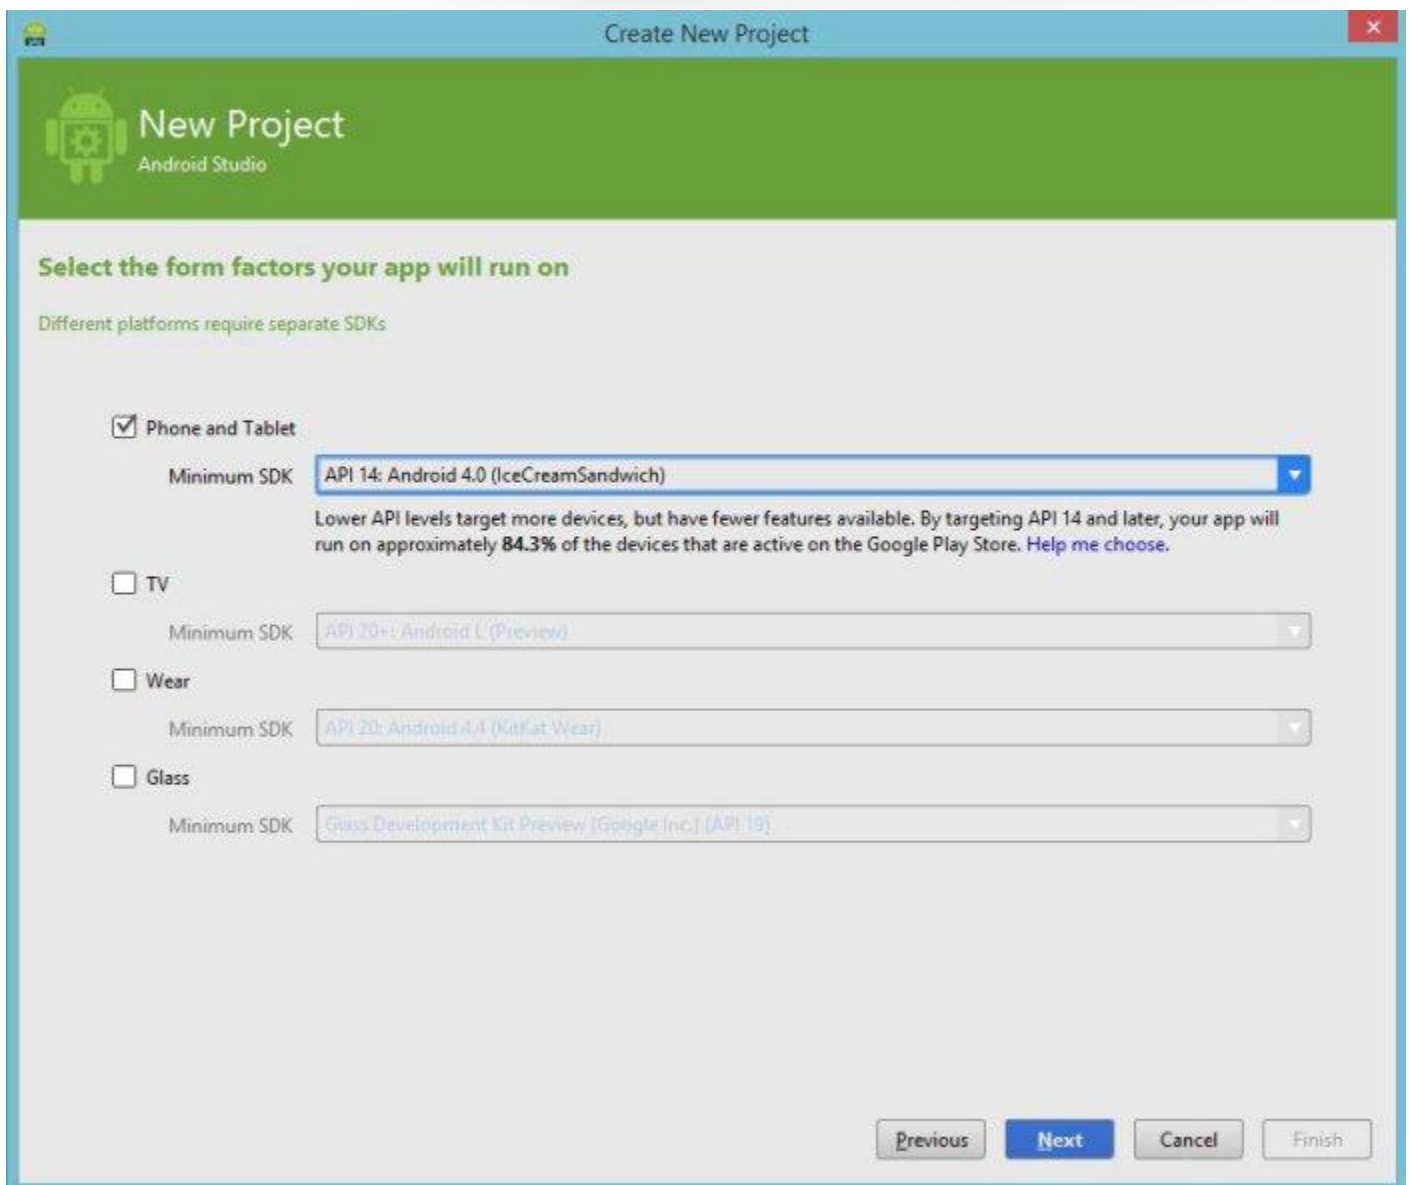 Create New Project
New Project
Android Studio
Select the form factors your app will run on
Different platforms require separate SDKs
Phone and Tablet
Minimum SDK API 14: Android 4.0 (IceCreamSandwich)
Lower API levels target more devices, but have fewer features available. By targeting API 14 and later, your app will
run on approximately 84.3% of the devices that are active on the Google Play Store. Help me choose.
TV
Minimum SDK API 20+: Android L (Preview)
Wear
Minimum SDK API 20: Android 4.4 (KitKat Wear)
Glass
Minimum SDK Glass Development Kit Preview (Google Inc.) (API 19)
Previous Next Cancel Finish